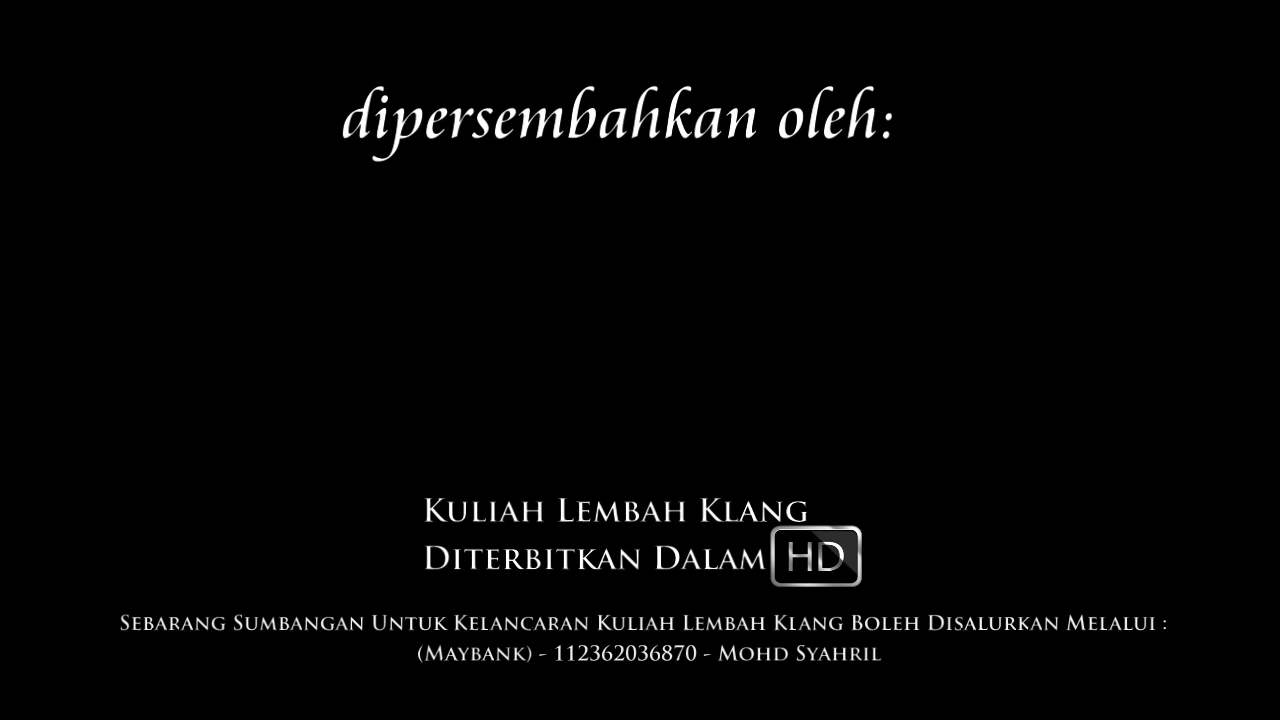 dipersembahkan oleh:
Kuliah Lembah Klang
Diterbitkan Dalam HD
Sebarang Sumbangan Untuk Kelancaran Kuliah Lembah Klang Boleh Disalurkan Melalui :
(Maybank) - 112362036870 - Mohd Syahril